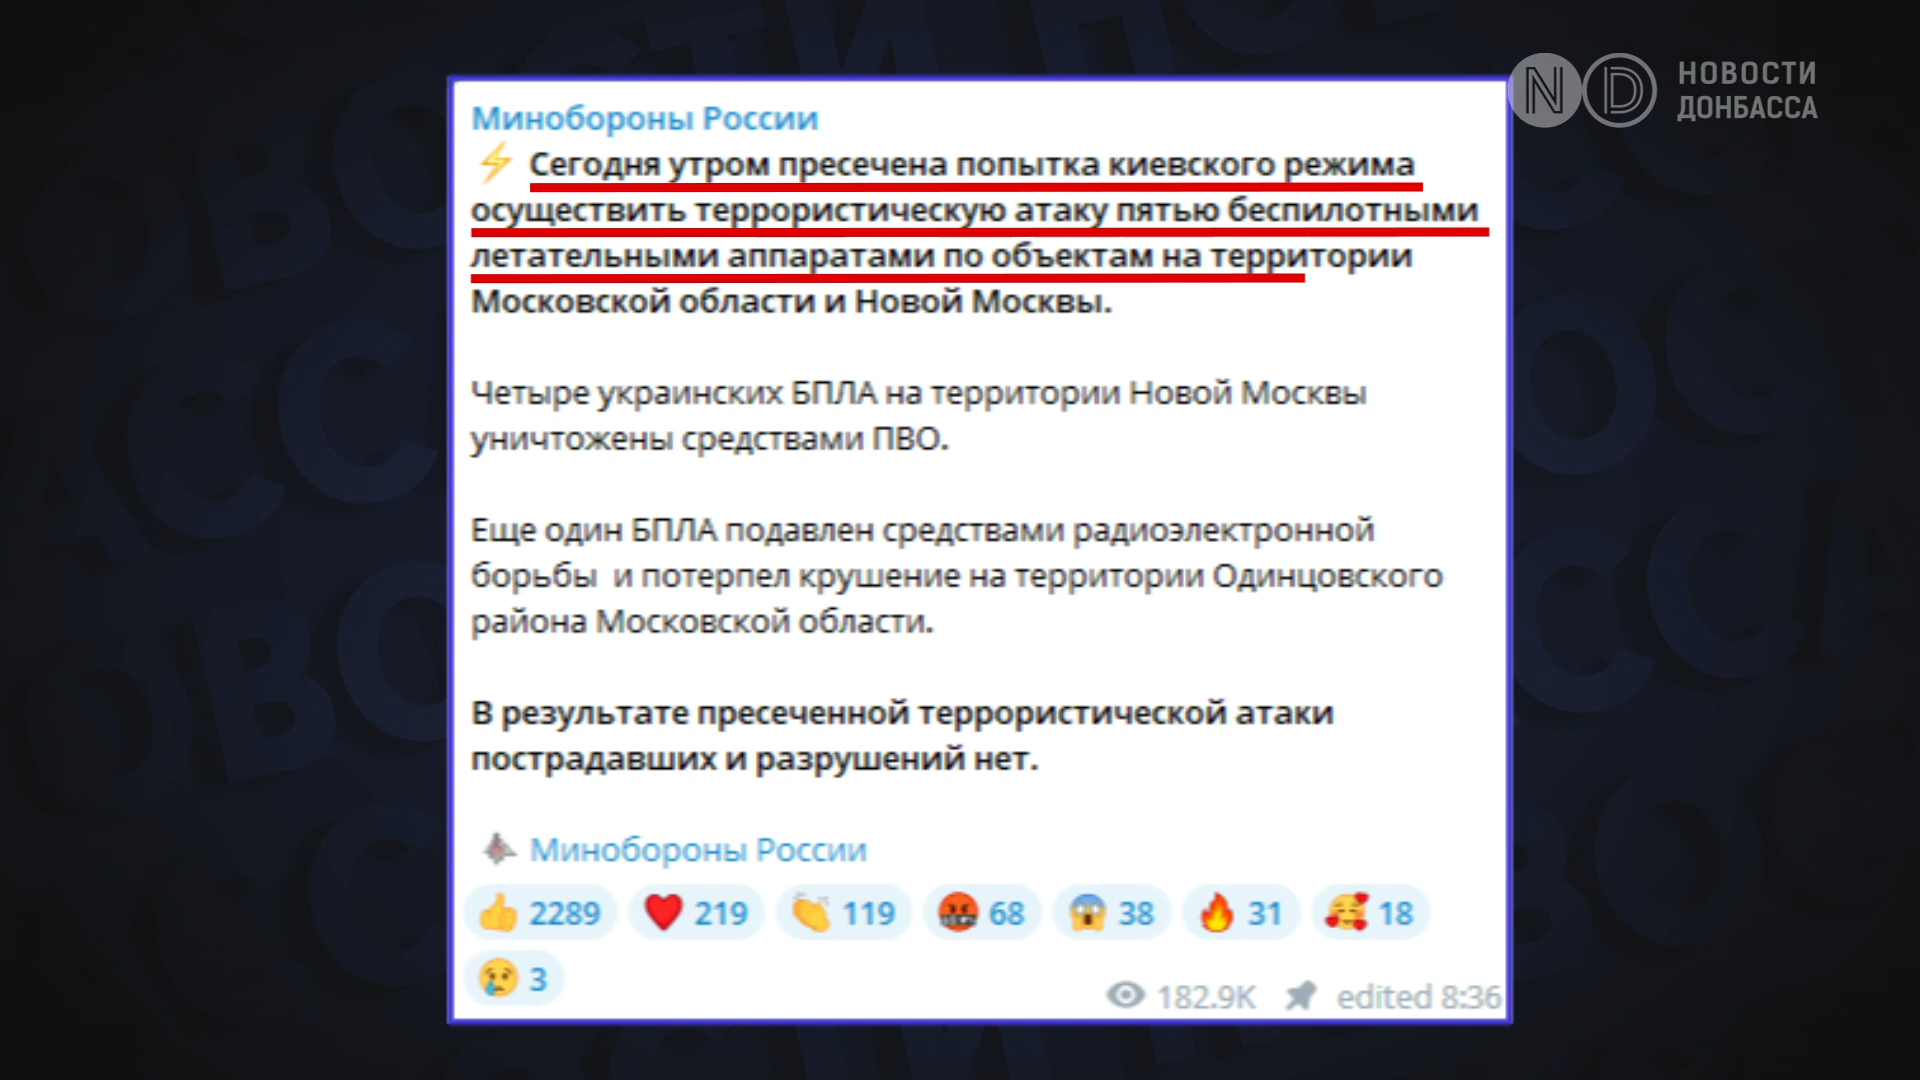 ND НОВОСТИ
ДОНБАССА
Минобороны России
⚡ Сегодня утром пресечена попытка киевского режима
осуществить террористическую атаку пятью беспилотными
летательными аппаратами по объектам на территории
Московской области и Новой Москвы.
Четыре украинских БПЛА на территории Новой Москвы
уничтожены средствами ПВО.
Еще один БПЛА подавлен средствами радиоэлектронной
борьбы и потерпел крушение на территории Одинцовского
района Московской области.
В результате пресеченной террористической атаки
пострадавших и разрушений нет.
Минобороны России
👍 2289 ❤️ 219 👏 119 🤬 68 😱 38 🔥 31 🥰 18
😢 3
182.9K edited 8:36